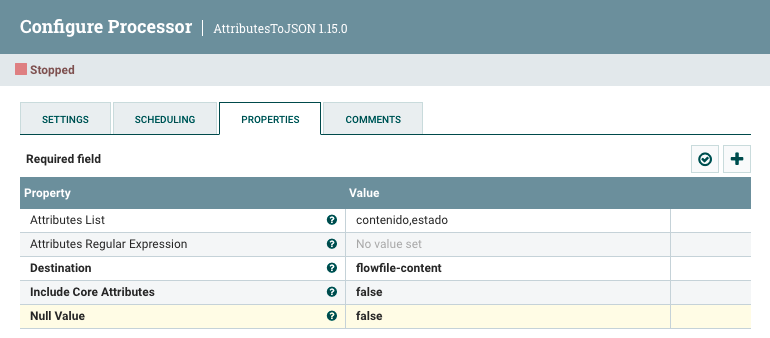 Configure Processor | AttributesToJSON 1.15.0
Stopped
SETTINGS SCHEDULING PROPERTIES COMMENTS
Required field
Property Value
Attributes List contenido,estado
Attributes Regular Expression No value set
Destination flowfile-content
Include Core Attributes false
Null Value false